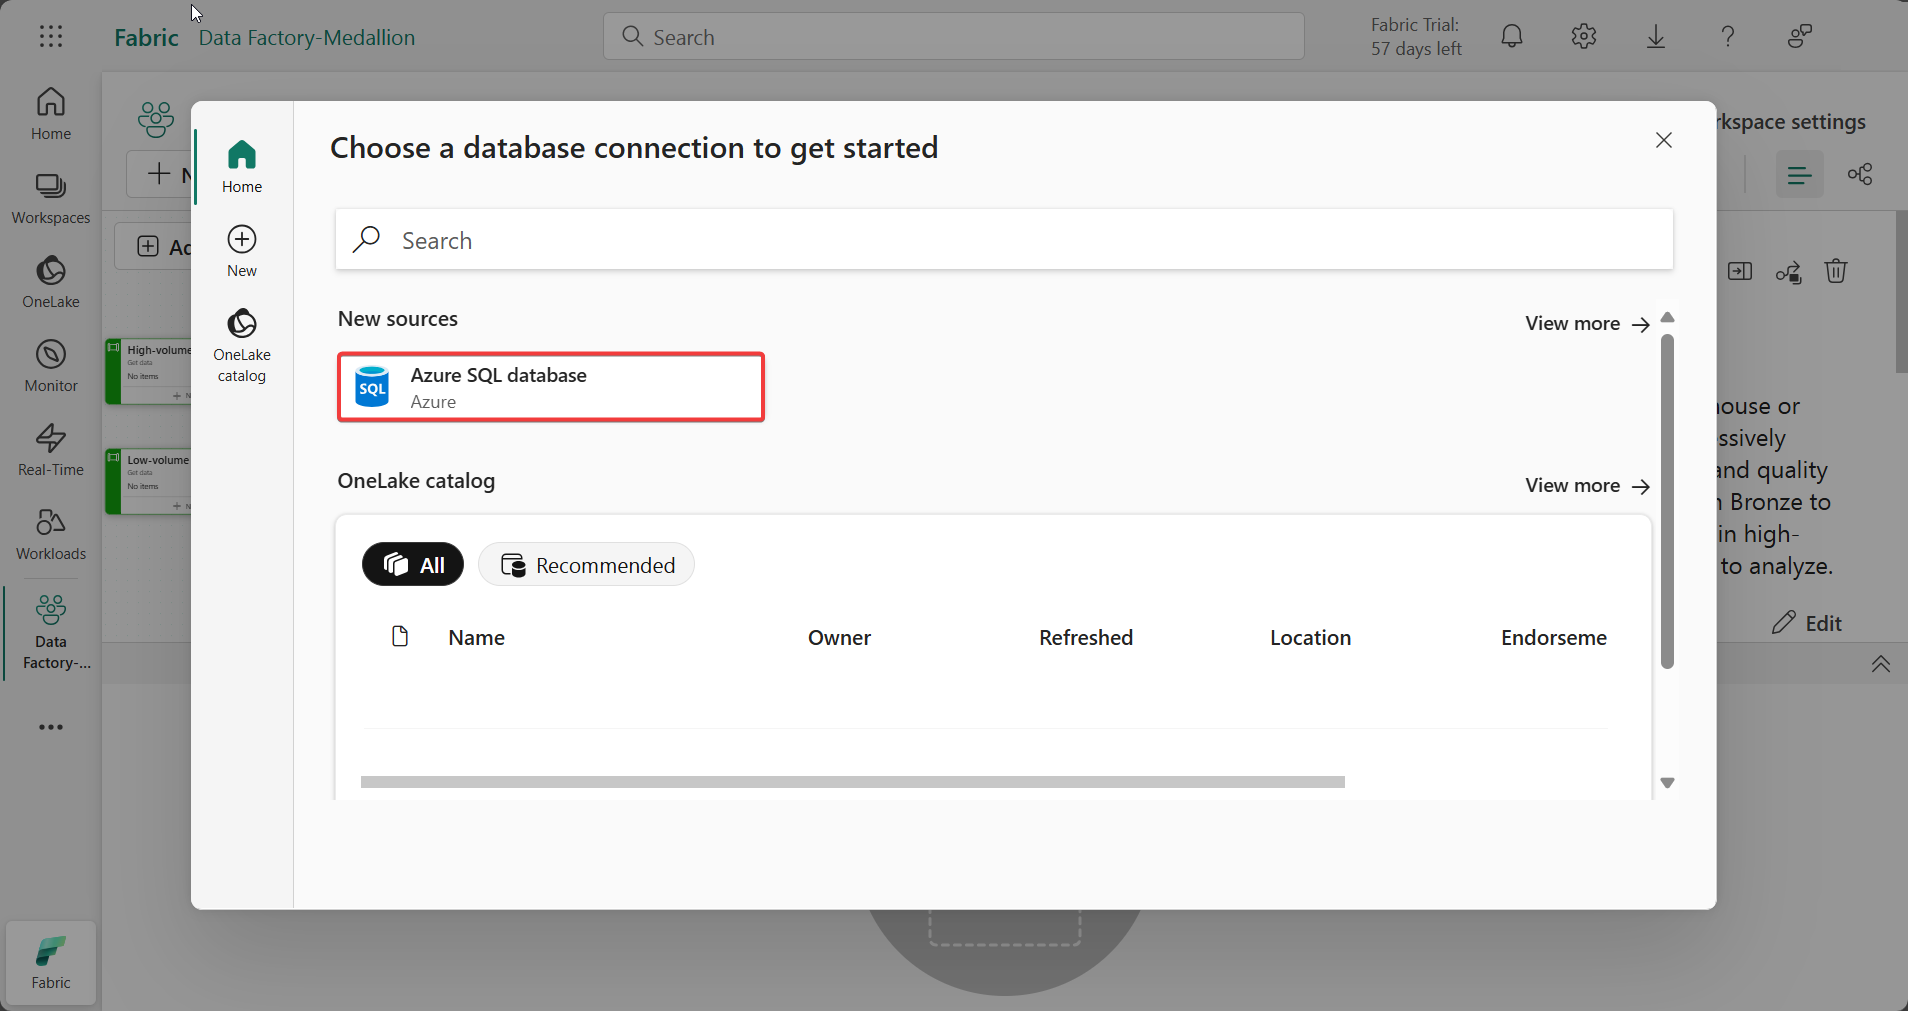 Fabric Data Factory-Medallion
Search
Fabric Trial:
57 days left
Home
Workspaces
OneLake
Monitor
Real-Time
Workloads
Data
Factory-...
Fabric
High-volume
Get data
No items
Low-volume
Get data
No items
Home
New
OneLake
catalog
Choose a database connection to get started
Search
New sources
View more
SQL
Azure SQL database
Azure
OneLake catalog
View more
All
Recommended
Name Owner Refreshed Location Endorseme
rkspace settings
ouse or
ssively
and quality
Bronze to
in high-
to analyze.
Edit